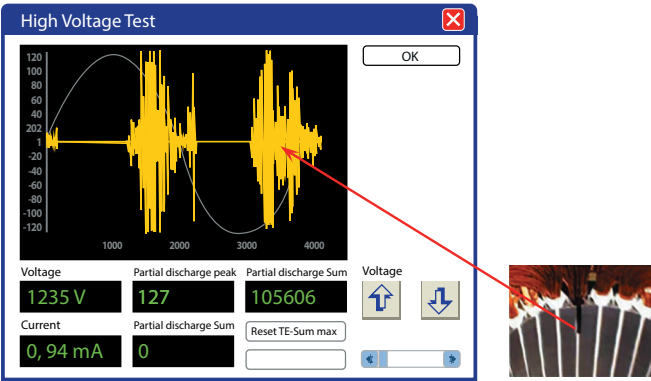 High Voltage Test
OK
120
100
80
60
40
202
1
-20
-40
-60
-80
-100
-120
1000 2000 3000 4000
Voltage Partial discharge peak Partial discharge Sum Voltage
1235 V 127 105606
Current Partial discharge Sum Reset TE-Sum max
0, 94 mA 0